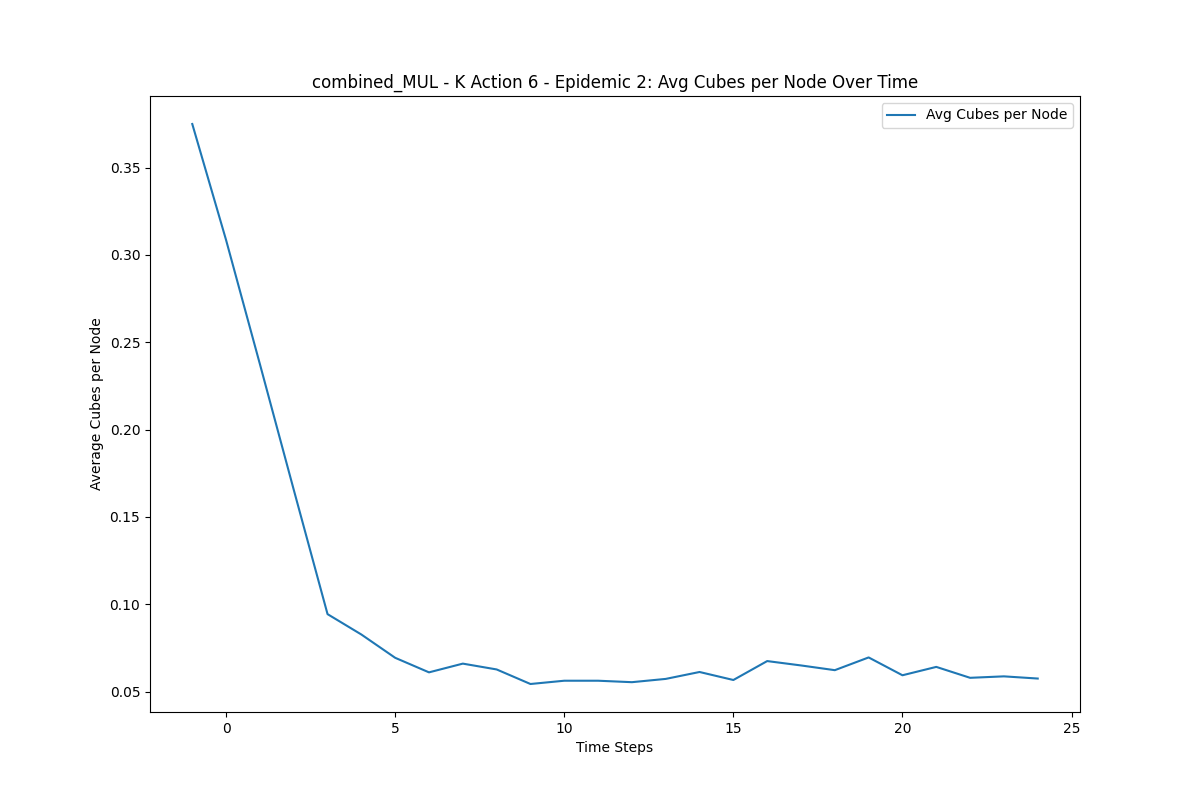 combined_MUL - K Action 6 - Epidemic 2: Avg Cubes per Node Over Time
Avg Cubes per Node
Average Cubes per Node
0.35
0.30
0.25
0.20
0.15
0.10
0.05
0 5 10 15 20 25
Time Steps